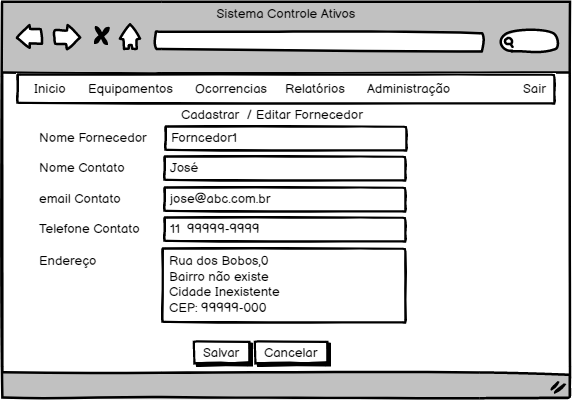 Sistema Controle Ativos
Inicio Equipamentos Ocorrencias Relatórios Administração Sair
Cadastrar / Editar Fornecedor
Nome Fornecedor Forncedor1
Nome Contato José
email Contato jose@abc.com.br
Telefone Contato 11 99999-9999
Endereço Rua dos Bobos,0
Bairro não existe
Cidade Inexistente
CEP: 99999-000
Salvar Cancelar